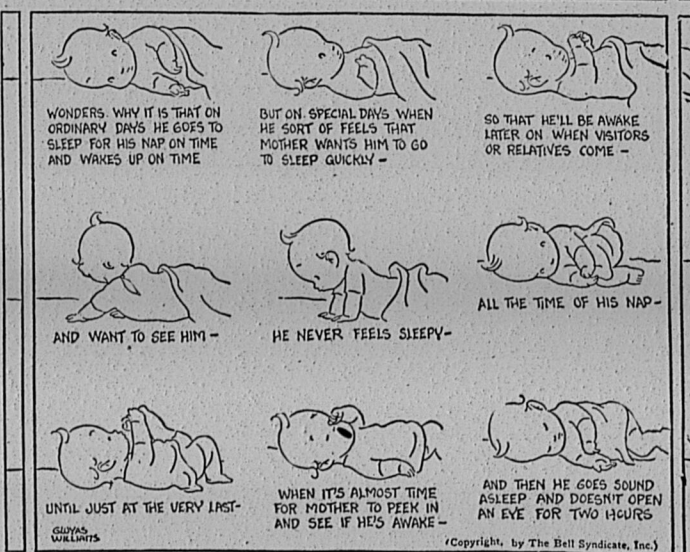 WONDERS. WHY IT IS THAT ON
ORDINARY DAYS HE GOES TO
SLEEP FOR HIS NAP ON TIME
AND WAKES UP ON TIME
BUT ON. SPECIAL DAYS WHEN
HE SORT OF FEELS THAT
MOTHER WANTS HIM TO GO
TO SLEEP QUICKLY -
SO THAT HE'LL BE AWAKE
LATER ON WHEN VISITORS
OR RELATIVES COME -
AND WANT TO SEE HIM -
HE NEVER FEELS SLEEPY -
ALL THE TIME OF HIS NAP -
UNTIL JUST AT THE VERY LAST -
WHEN IT'S ALMOST TIME
FOR MOTHER TO PEEK IN
AND SEE IF HE'S AWAKE -
AND THEN HE GOES SOUND
ASLEEP AND DOESN'T OPEN
AN EYE FOR TWO HOURS
GLUYAS
WILLIAMS
(Copyright, by The Bell Syndicate, Inc.)